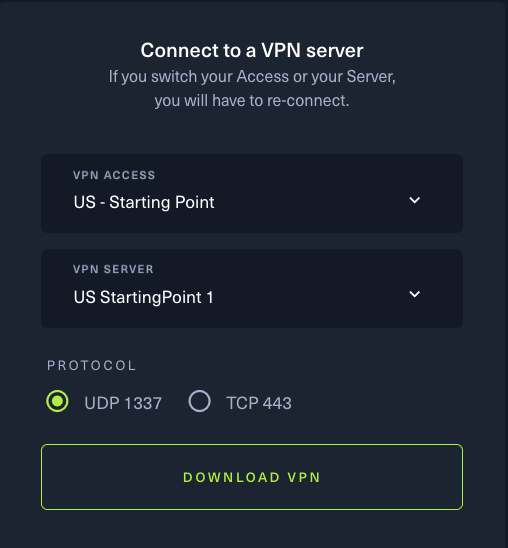 Connect to a VPN server
If you switch your Access or your Server,
you will have to re-connect.
VPN ACCESS
US - Starting Point
VPN SERVER
US StartingPoint 1
PROTOCOL
UDP 1337 TCP 443
DOWNLOAD VPN